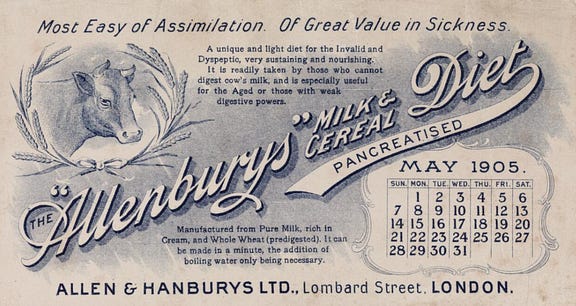 Most Easy of Assimilation. Of Great Value in Sickness.
A unique and light diet for the Invalid and
Dyspeptic, very sustaining and nourishing.
It is readily taken by those who cannot
digest cow's milk, and is especially useful
for the Aged or those with weak
digestive powers.
THE "Allenburys" MILK & CEREAL Diet
PANCREATISED
Manufactured from Pure Milk, rich in
Cream, and Whole Wheat (predigested). It can
be made in a minute, the addition of
boiling water only being necessary.
MAY 1905.
SUN. MON. TUE. WED. THU. FRI. SAT.
1 2 3 4 5 6
7 8 9 10 11 12 13
14 15 16 17 18 19 20
21 22 23 24 25 26 27
28 29 30 31
ALLEN & HANBURYS LTD., Lombard Street, LONDON.